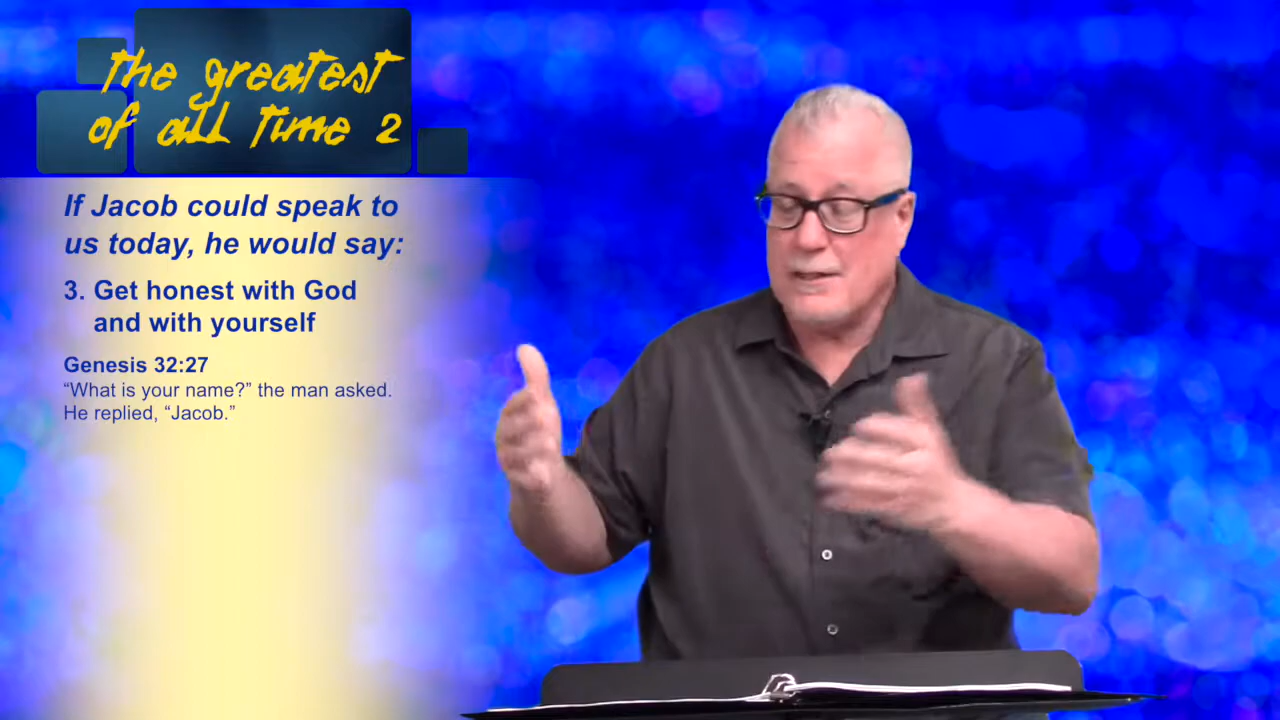 the greatest
of all time 2
If Jacob could speak to
us today, he would say:
3. Get honest with God
and with yourself
Genesis 32:27
“What is your name?” the man asked.
He replied, “Jacob.”